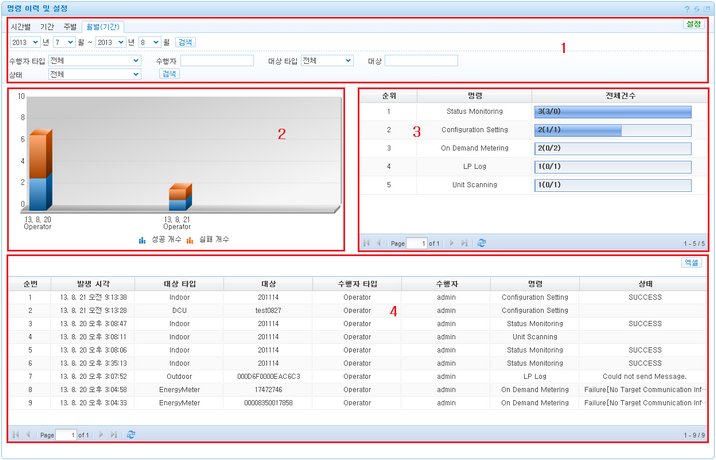 명령 이력 및 설정
시간별 기간 주별 월별(기간) 설정
2013 년 7 월 ~ 2013 년 8 월 검색
1
수행자 타입 전체 수행자 대상 타입 전체 대상
상태 전체 검색
10
8
6
4
2
0
2
13. 8. 20 13. 8. 21
Operator Operator
성공 개수 실패 개수
순위 명령 전체건수
1 Status Monitoring 3(3/0)
2 Configuration Setting 2(1/1)
3
3 On Demand Metering 2(0/2)
4 LP Log 1(0/1)
5 Unit Scanning 1(0/1)
Page 1 of 1 1 - 5 / 5
엑셀
순번 발생 시각 대상 타입 대상 수행자 타입 수행자 명령 상태
1 13. 8. 21 오전 9:13:38 Indoor 201114 Operator admin Configuration Setting SUCCESS
2 13. 8. 21 오전 9:13:28 DCU test0827 Operator admin Configuration Setting
4
3 13. 8. 20 오후 3:08:47 Indoor 201114 Operator admin Status Monitoring SUCCESS
4 13. 8. 20 오후 3:08:11 Indoor 201114 Operator admin Unit Scanning
5 13. 8. 20 오후 3:08:06 Indoor 201114 Operator admin Status Monitoring SUCCESS
6 13. 8. 20 오후 3:35:13 Indoor 201114 Operator admin Status Monitoring SUCCESS
7 13. 8. 20 오후 3:07:52 Outdoor 000D6F0000EAC6C3 Operator admin LP Log Could not send Message.
8 13. 8. 20 오후 3:04:58 EnergyMeter 17472746 Operator admin On Demand Metering Failure[No Target Communication Inf···
9 13. 8. 20 오후 3:04:33 EnergyMeter 00008350017858 Operator admin On Demand Metering Failure[No Target Communication Inf···
Page 1 of 1 1 - 9 / 9